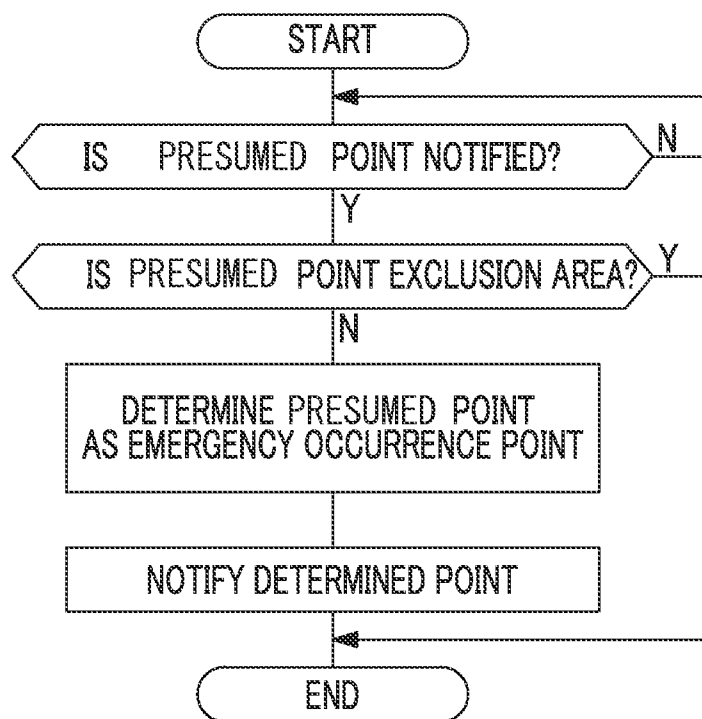 START
IS PRESUMED POINT NOTIFIED?
N
Y
IS PRESUMED POINT EXCLUSION AREA?
Y
N
DETERMINE PRESUMED POINT
AS EMERGENCY OCCURRENCE POINT
NOTIFY DETERMINED POINT
END